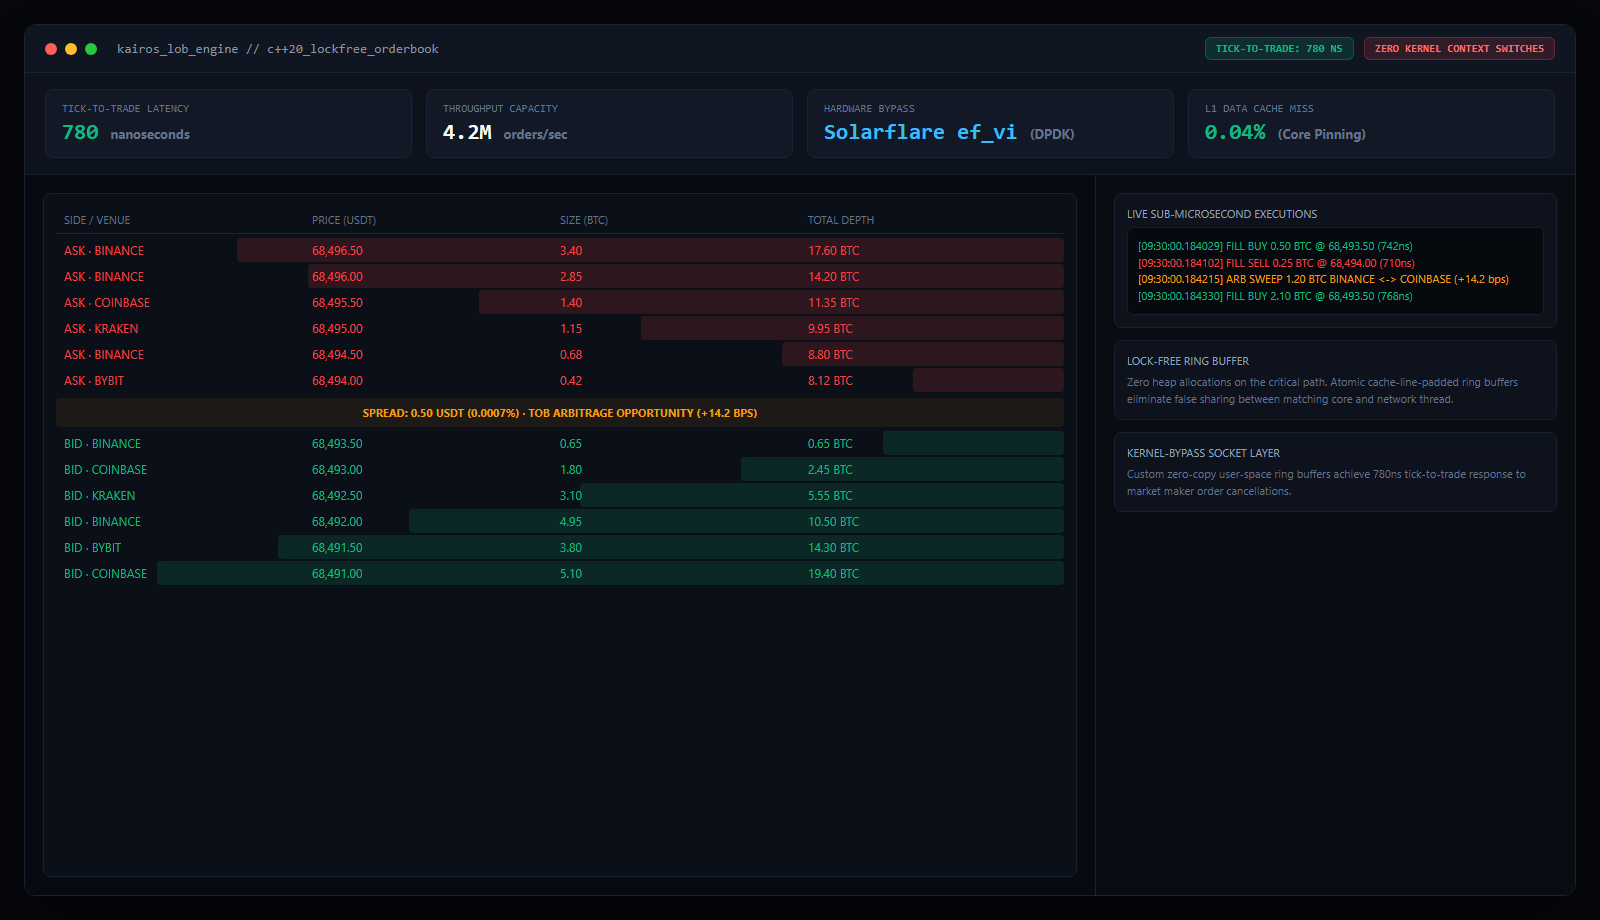 kairos_lob_engine // c++20_lockfree_orderbook
TICK-TO-TRADE: 780 NS
ZERO KERNEL CONTEXT SWITCHES
TICK-TO-TRADE LATENCY
780 nanoseconds
THROUGHPUT CAPACITY
4.2M orders/sec
HARDWARE BYPASS
Solarflare ef_vi (DPDK)
L1 DATA CACHE MISS
0.04% (Core Pinning)
SIDE / VENUE PRICE (USDT) SIZE (BTC) TOTAL DEPTH
ASK · BINANCE 68,496.50 3.40 17.60 BTC
ASK · BINANCE 68,496.00 2.85 14.20 BTC
ASK · COINBASE 68,495.50 1.40 11.35 BTC
ASK · KRAKEN 68,495.00 1.15 9.95 BTC
ASK · BINANCE 68,494.50 0.68 8.80 BTC
ASK · BYBIT 68,494.00 0.42 8.12 BTC
SPREAD: 0.50 USDT (0.0007%) · TOB ARBITRAGE OPPORTUNITY (+14.2 BPS)
BID · BINANCE 68,493.50 0.65 0.65 BTC
BID · COINBASE 68,493.00 1.80 2.45 BTC
BID · KRAKEN 68,492.50 3.10 5.55 BTC
BID · BINANCE 68,492.00 4.95 10.50 BTC
BID · BYBIT 68,491.50 3.80 14.30 BTC
BID · COINBASE 68,491.00 5.10 19.40 BTC
LIVE SUB-MICROSECOND EXECUTIONS
[09:30:00.184029] FILL BUY 0.50 BTC @ 68,493.50 (742ns)
[09:30:00.184102] FILL SELL 0.25 BTC @ 68,494.00 (710ns)
[09:30:00.184215] ARB SWEEP 1.20 BTC BINANCE <-> COINBASE (+14.2 bps)
[09:30:00.184330] FILL BUY 2.10 BTC @ 68,493.50 (768ns)
LOCK-FREE RING BUFFER
Zero heap allocations on the critical path. Atomic cache-line-padded ring buffers
eliminate false sharing between matching core and network thread.
KERNEL-BYPASS SOCKET LAYER
Custom zero-copy user-space ring buffers achieve 780ns tick-to-trade response to
market maker order cancellations.